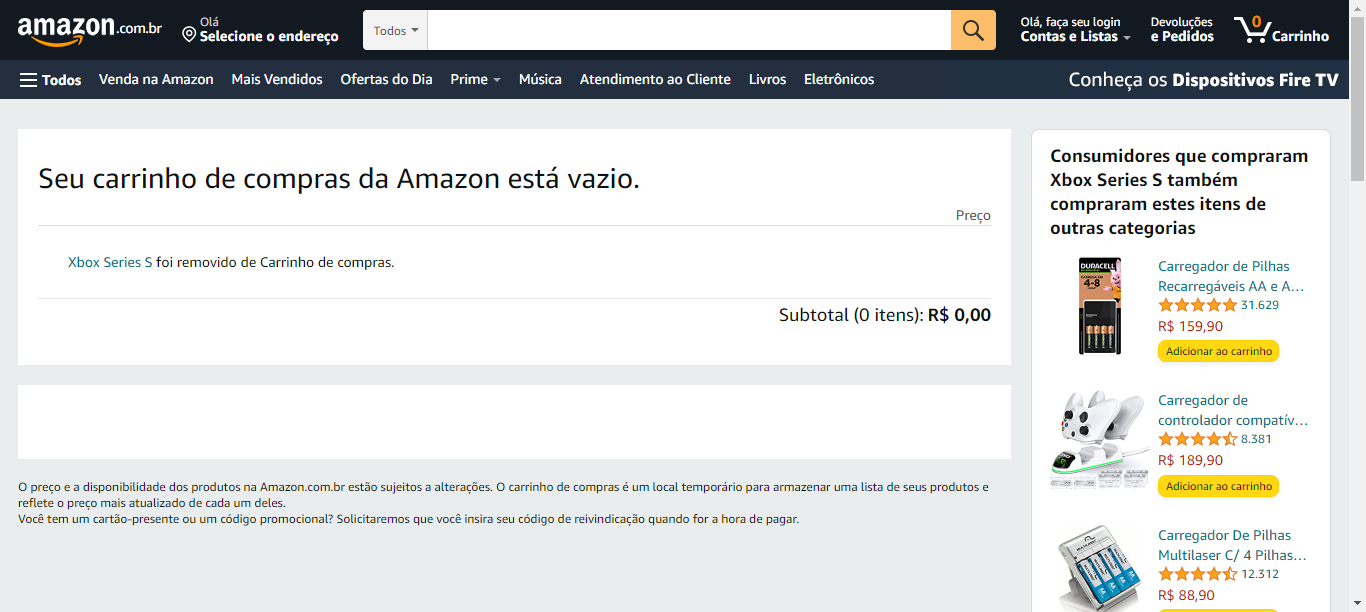 amazon.com.br
Olá
Selecione o endereço
Todos
Olá, faça seu login
Contas e Listas
Devoluções
e Pedidos
0
Carrinho
Todos
Venda na Amazon
Mais Vendidos
Ofertas do Dia
Prime
Música
Atendimento ao Cliente
Livros
Eletrônicos
Conheça os Dispositivos Fire TV
Seu carrinho de compras da Amazon está vazio.
Preço
Xbox Series S foi removido de Carrinho de compras.
Subtotal (0 itens): R$ 0,00
O preço e a disponibilidade dos produtos na Amazon.com.br estão sujeitos a alterações. O carrinho de compras é um local temporário para armazenar uma lista de seus produtos e
reflete o preço mais atualizado de cada um deles.
Você tem um cartão-presente ou um código promocional? Solicitaremos que você insira seu código de reivindicação quando for a hora de pagar.
Consumidores que compraram
Xbox Series S também
compraram estes itens de
outras categorias
DURACELL
4-8
Carregador de Pilhas
Recarregáveis AA e A…
31.629
R$ 159,90
Adicionar ao carrinho
Carregador de
controlador compatív…
8.381
R$ 189,90
Adicionar ao carrinho
Carregador De Pilhas
Multilaser C/ 4 Pilhas…
12.312
R$ 88,90